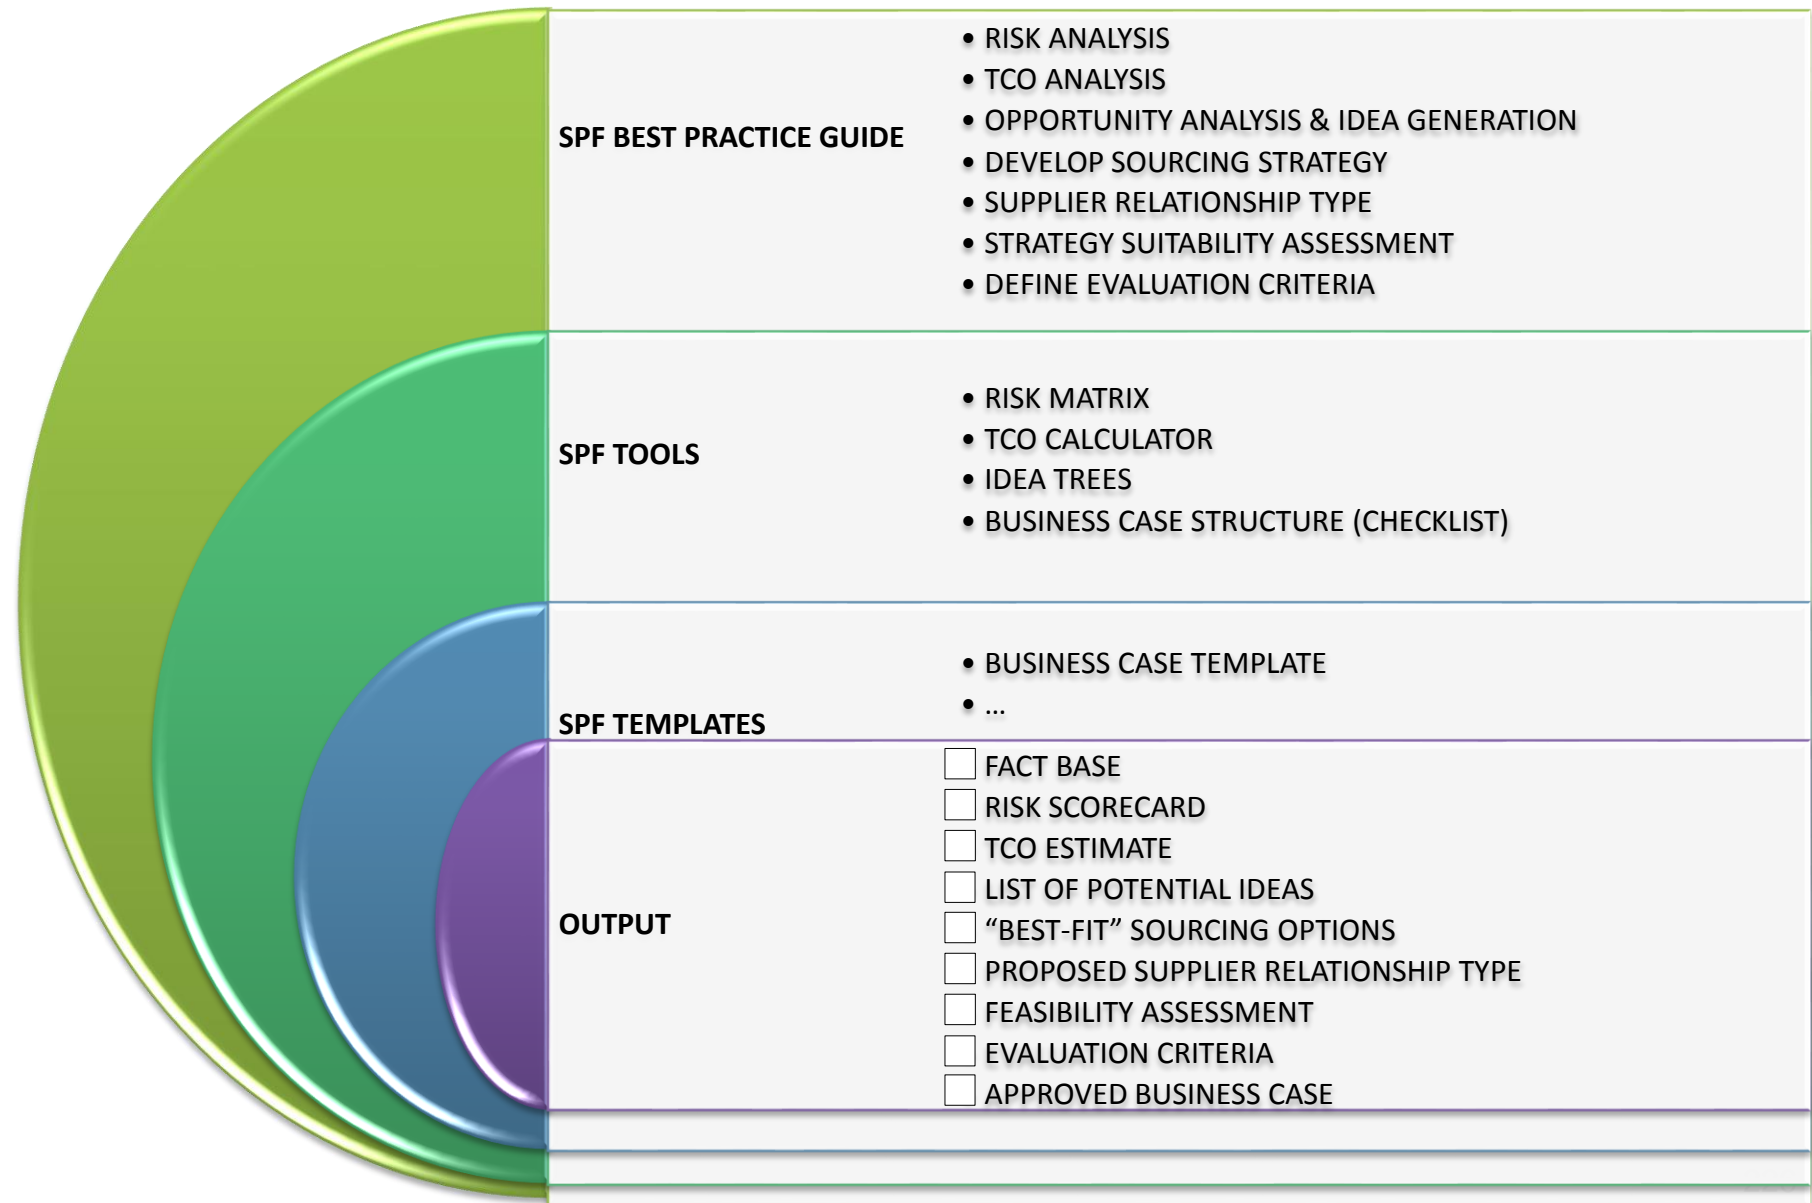 SPF BEST PRACTICE GUIDE
• RISK ANALYSIS
• TCO ANALYSIS
• OPPORTUNITY ANALYSIS & IDEA GENERATION
• DEVELOP SOURCING STRATEGY
• SUPPLIER RELATIONSHIP TYPE
• STRATEGY SUITABILITY ASSESSMENT
• DEFINE EVALUATION CRITERIA
SPF TOOLS
• RISK MATRIX
• TCO CALCULATOR
• IDEA TREES
• BUSINESS CASE STRUCTURE (CHECKLIST)
SPF TEMPLATES
• BUSINESS CASE TEMPLATE
• ...
OUTPUT
FACT BASE
RISK SCORECARD
TCO ESTIMATE
LIST OF POTENTIAL IDEAS
“BEST-FIT” SOURCING OPTIONS
PROPOSED SUPPLIER RELATIONSHIP TYPE
FEASIBILITY ASSESSMENT
EVALUATION CRITERIA
APPROVED BUSINESS CASE